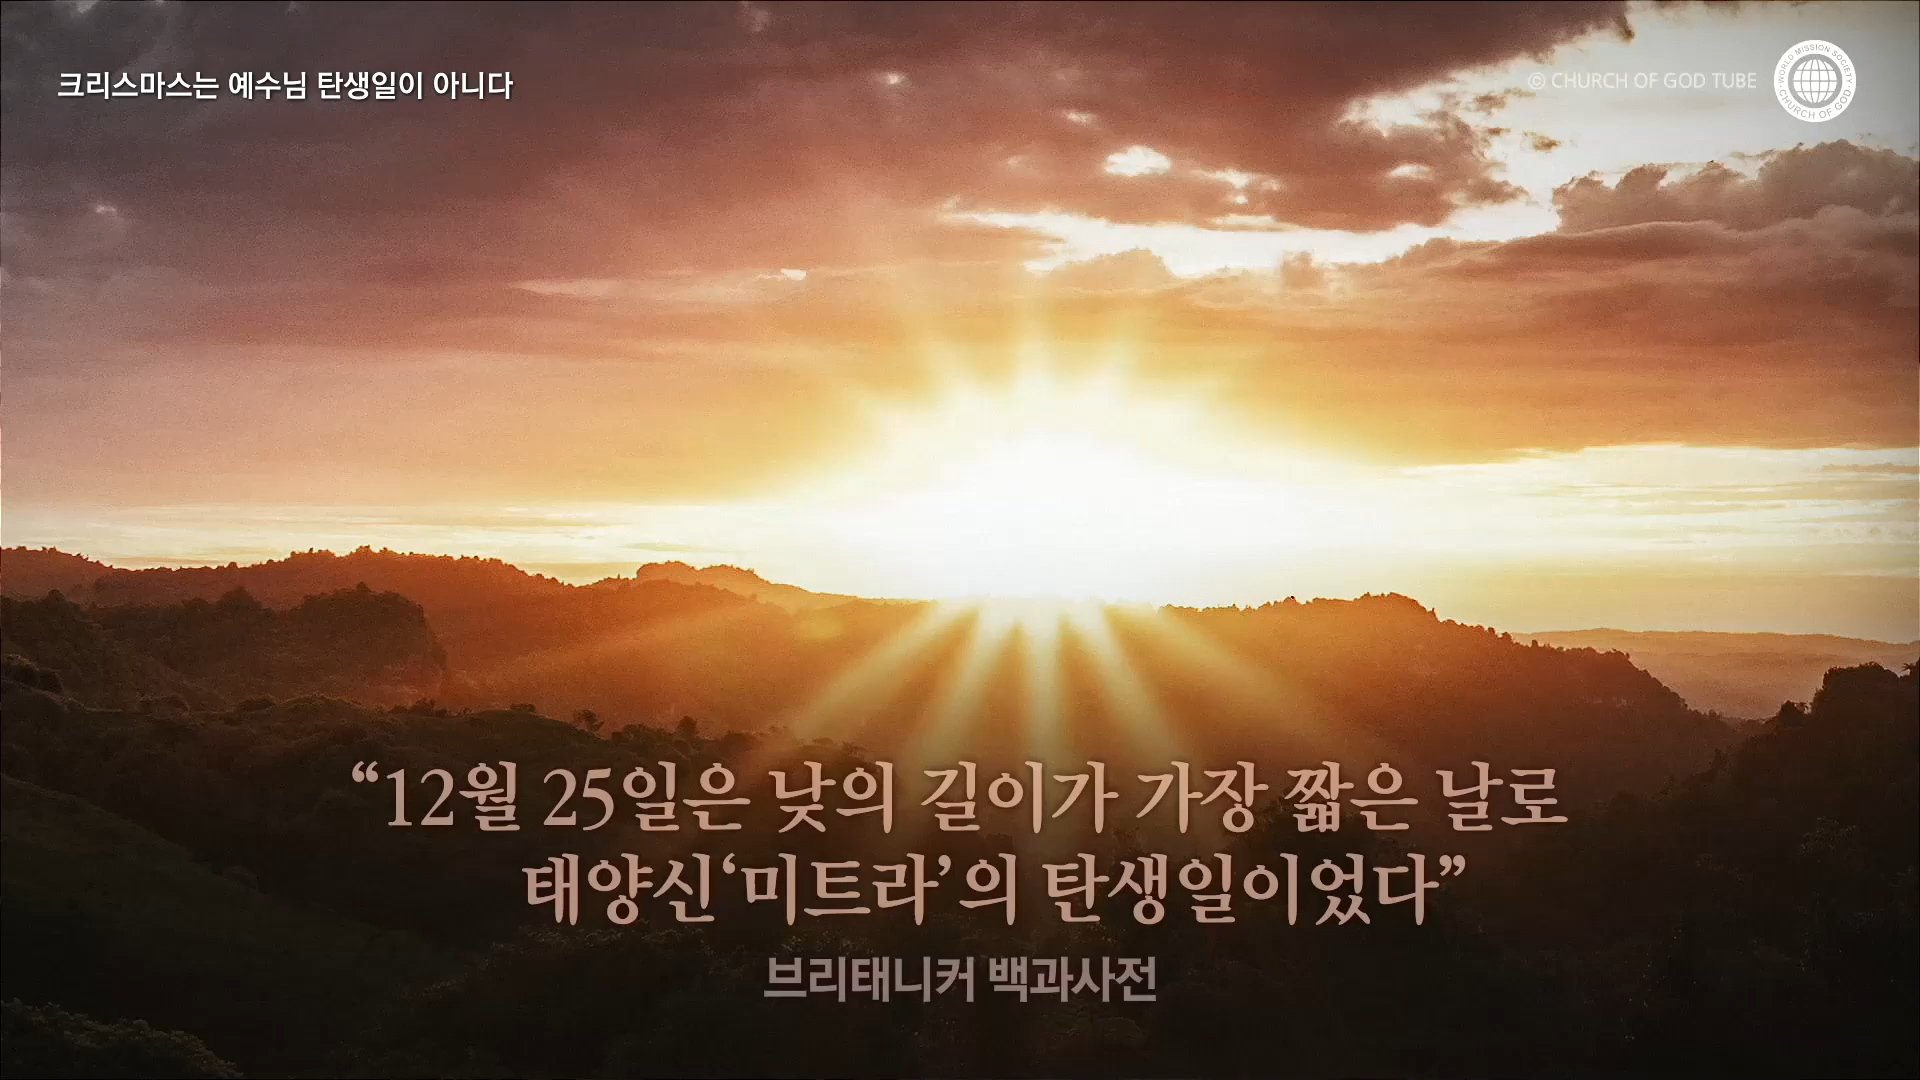 크리스마스는 예수님 탄생일이 아니다
© CHURCH OF GOD TUBE
WORLD MISSION SOCIETY CHURCH OF GOD
“12월 25일은 낮의 길이가 가장 짧은 날로
태양신‘미트라’의 탄생일이었다”
브리태니커 백과사전